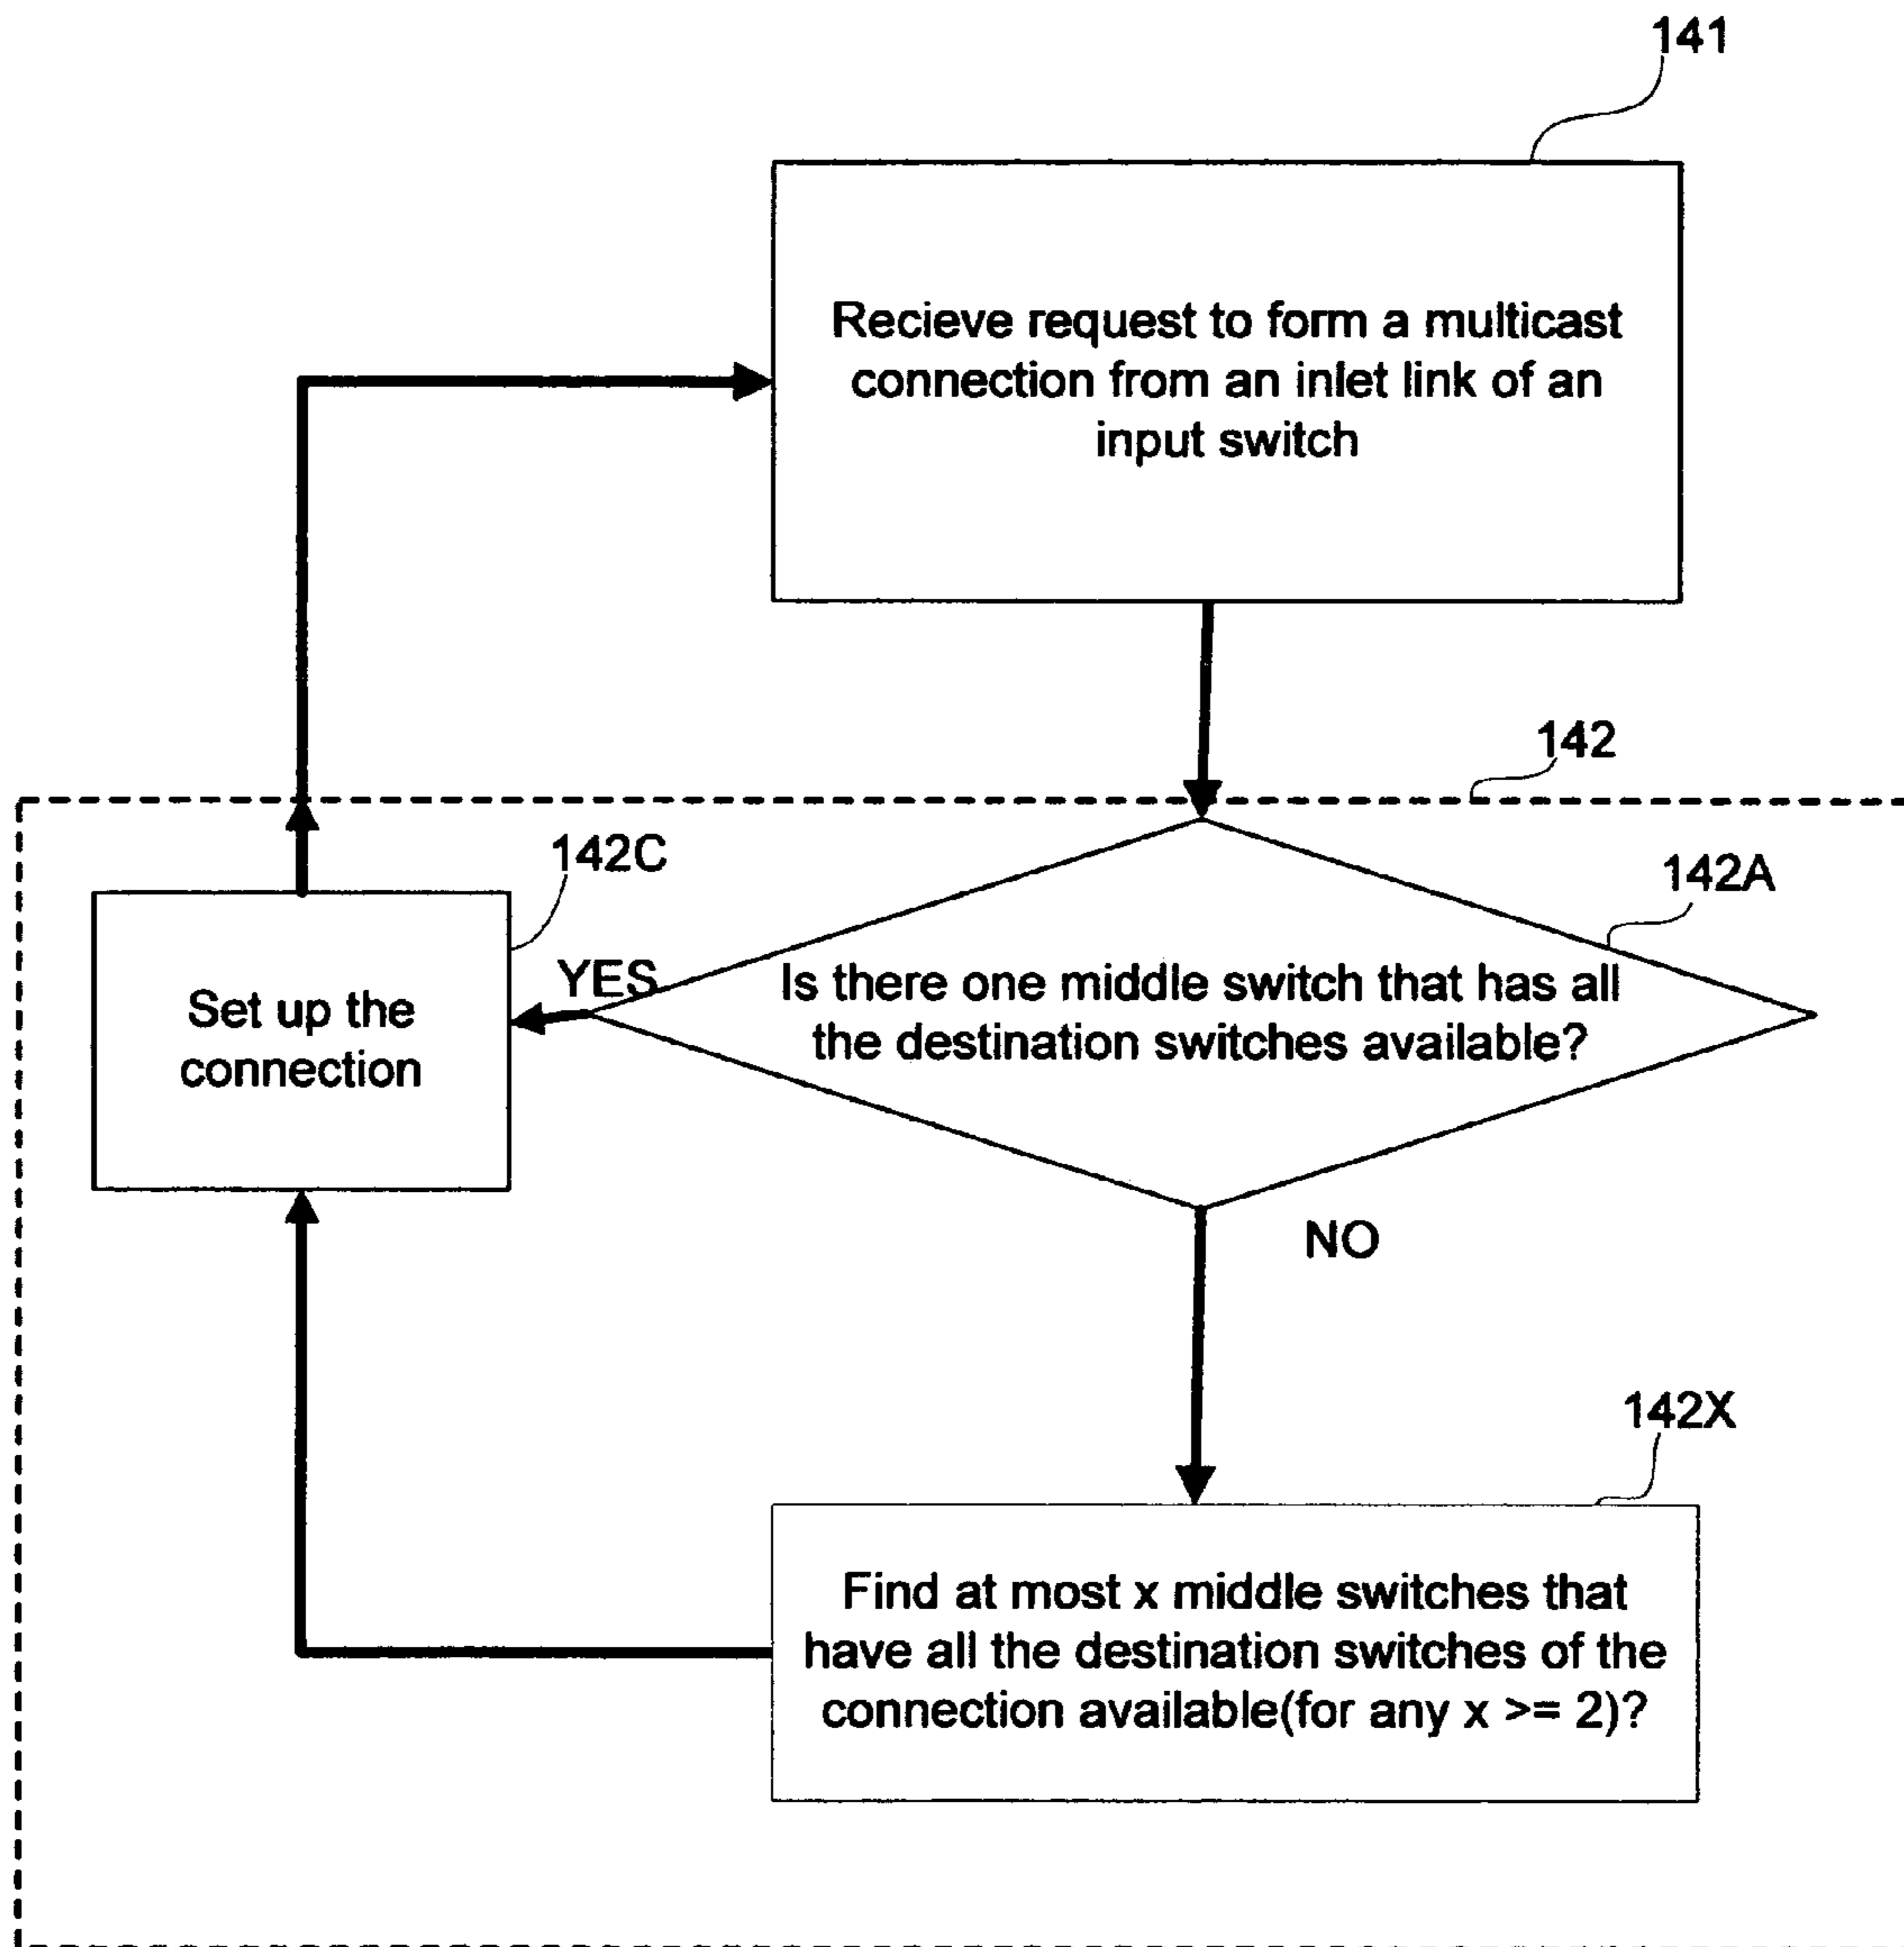 141
Recieve request to form a multicast
connection from an inlet link of an
input switch
142
142C
142A
YES
Is there one middle switch that has all
the destination switches available?
Set up the
connection
NO
142X
Find at most x middle switches that
have all the destination switches of the
connection available(for any x >= 2)?